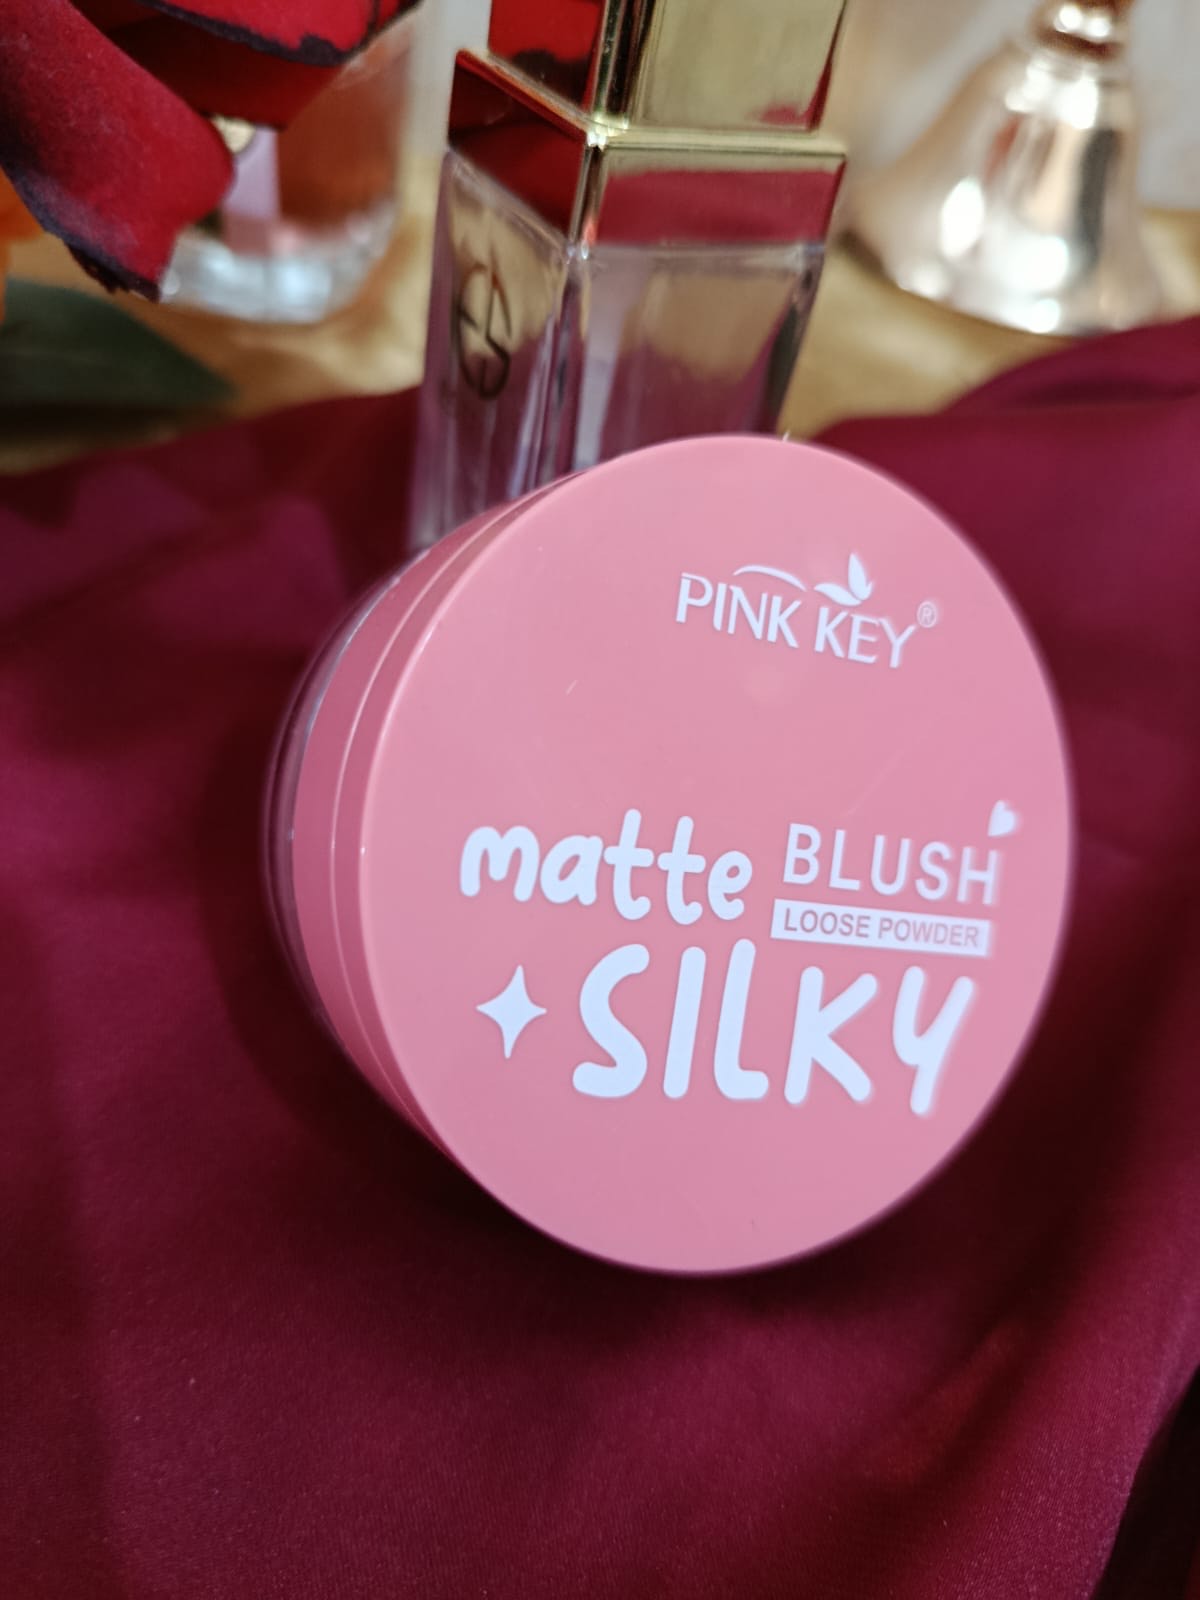 PINK KEY®
matte BLUSH
LOOSE POWDER
SILKY